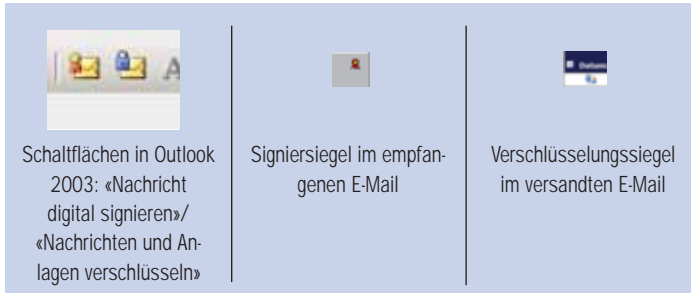 Schaltflächen in Outlook
2003: «Nachricht
digital signieren»/
«Nachrichten und An-
lagen verschlüsseln»
Signiersiegel im empfan-
genen E-Mail
Verschlüsselungssiegel
im versandten E-Mail